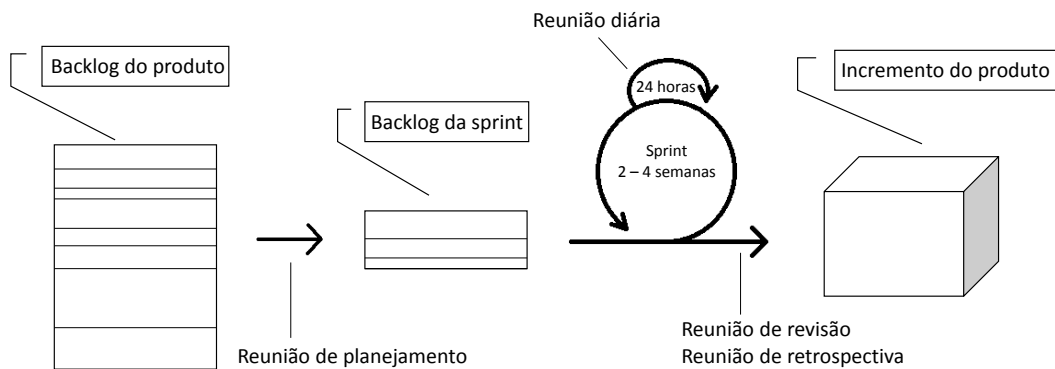 Reunião diária
Backlog do produto
24 horas
Incremento do produto
Backlog da sprint
Sprint
2 – 4 semanas
Reunião de planejamento
Reunião de revisão
Reunião de retrospectiva